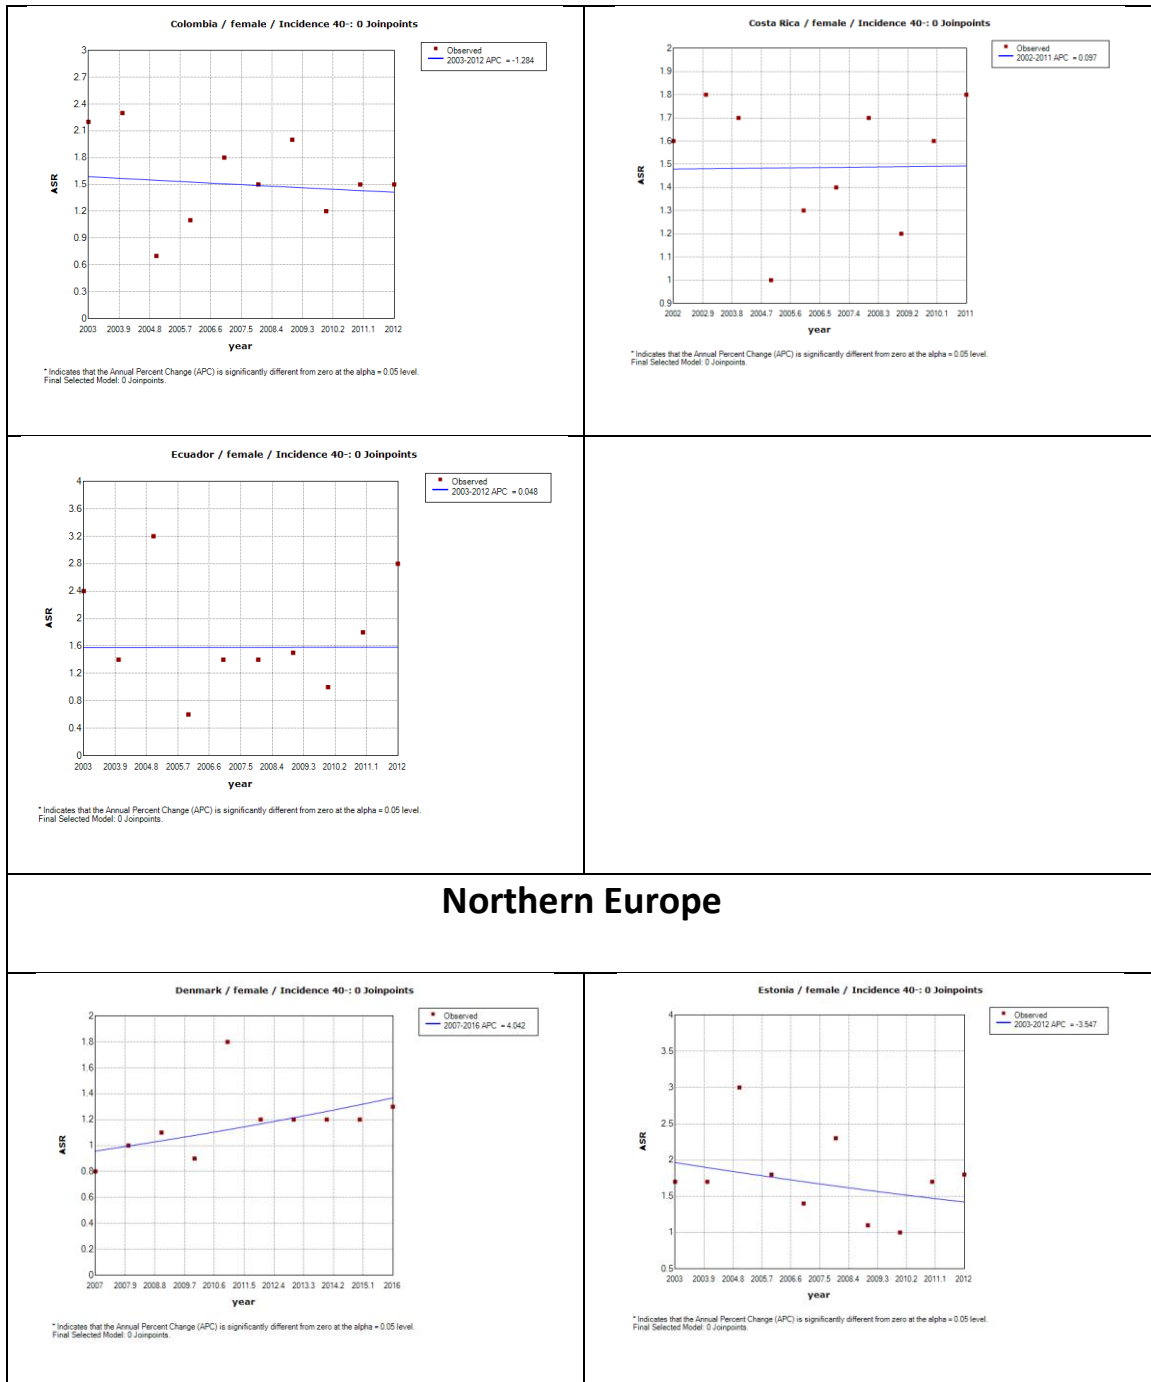 Colombia / female / Incidence 40-: 0 Joinpoints
Observed
2003-2012 APC = -1.284
3
2.7
2.4
2.1
1.8
1.5
1.2
0.9
0.6
0.3
0
ASR
2003 2003.9 2004.8 2005.7 2006.6 2007.5 2008.4 2009.3 2010.2 2011.1 2012
year
* Indicates that the Annual Percent Change (APC) is significantly different from zero at the alpha = 0.05 level.
Final Selected Model: 0 Joinpoints.
Costa Rica / female / Incidence 40-: 0 Joinpoints
Observed
2002-2011 APC = 0.097
2
1.9
1.8
1.7
1.6
1.5
1.4
1.3
1.2
1.1
1
0.9
ASR
2002 2002.9 2003.8 2004.7 2005.6 2006.5 2007.4 2008.3 2009.2 2010.1 2011
year
* Indicates that the Annual Percent Change (APC) is significantly different from zero at the alpha = 0.05 level.
Final Selected Model: 0 Joinpoints.
Ecuador / female / Incidence 40-: 0 Joinpoints
Observed
2003-2012 APC = 0.048
4
3.6
3.2
2.8
2.4
2
1.6
1.2
0.8
0.4
0
ASR
2003 2003.9 2004.8 2005.7 2006.6 2007.5 2008.4 2009.3 2010.2 2011.1 2012
year
* Indicates that the Annual Percent Change (APC) is significantly different from zero at the alpha = 0.05 level.
Final Selected Model: 0 Joinpoints.
Northern Europe
Denmark / female / Incidence 40-: 0 Joinpoints
Observed
2007-2016 APC = 4.042
2
1.8
1.6
1.4
1.2
1
0.8
0.6
0.4
0.2
0
ASR
2007 2007.9 2008.8 2009.7 2010.6 2011.5 2012.4 2013.3 2014.2 2015.1 2016
year
* Indicates that the Annual Percent Change (APC) is significantly different from zero at the alpha = 0.05 level.
Final Selected Model: 0 Joinpoints.
Estonia / female / Incidence 40-: 0 Joinpoints
Observed
2003-2012 APC = -3.547
4
3.5
3
2.5
2
1.5
1
0.5
ASR
2003 2003.9 2004.8 2005.7 2006.6 2007.5 2008.4 2009.3 2010.2 2011.1 2012
year
* Indicates that the Annual Percent Change (APC) is significantly different from zero at the alpha = 0.05 level.
Final Selected Model: 0 Joinpoints.